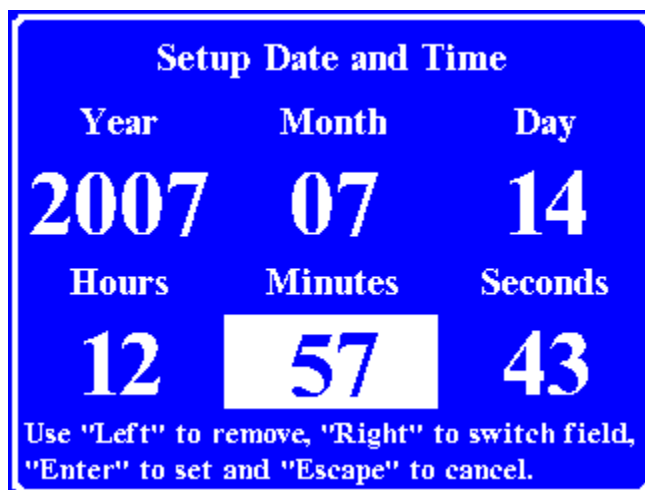 Setup Date and Time
Year Month Day
2007 07 14
Hours Minutes Seconds
12 57 43
Use "Left" to remove, "Right" to switch field,
"Enter" to set and "Escape" to cancel.